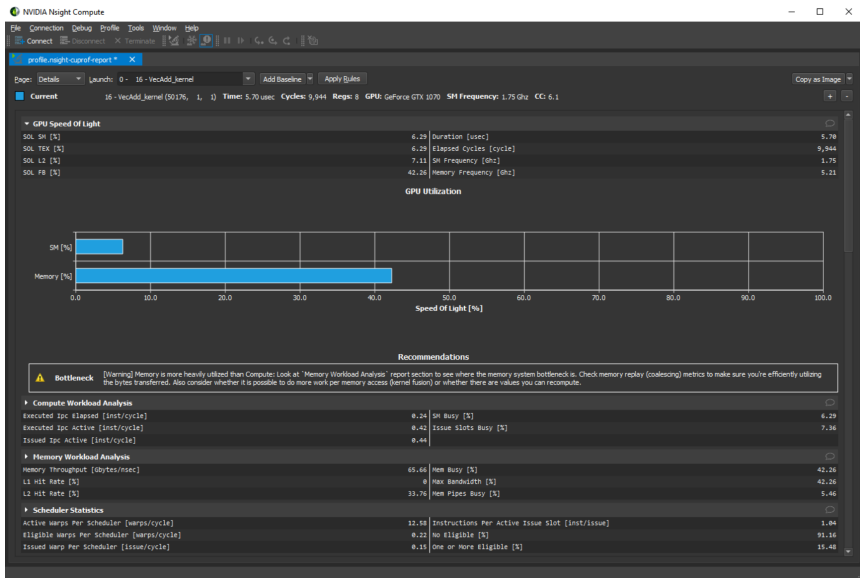 NVIDIA Nsight Compute
File Connection Debug Profile Tools Window Help
Connect Disconnect Terminate
profile.nsight-cuprof-report *
Page: Details Launch: 0 - 16 - VecAdd_kernel Add Baseline Apply Rules Copy as Image
Current 16 - VecAdd_kernel (50176, 1, 1) Time: 5.70 usec Cycles: 9,944 Regs: 8 GPU: GeForce GTX 1070 SM Frequency: 1.75 Ghz CC: 6.1 + -
GPU Speed Of Light
SOL SM [%] 6.29 Duration [usec] 5.70
SOL TEX [%] 6.29 Elapsed Cycles [cycle] 9,944
SOL L2 [%] 7.11 SM Frequency [Ghz] 1.75
SOL FB [%] 42.26 Memory Frequency [Ghz] 5.21
GPU Utilization
SM [%]
Memory [%]
0.0 10.0 20.0 30.0 40.0 50.0 60.0 70.0 80.0 90.0 100.0
Speed Of Light [%]
Recommendations
Bottleneck [Warning] Memory is more heavily utilized than Compute: Look at `Memory Workload Analysis` report section to see where the memory system bottleneck is. Check memory replay (coalescing) metrics to make sure you're efficiently utilizing
the bytes transferred. Also consider whether it is possible to do more work per memory access (kernel fusion) or whether there are values you can recompute.
Compute Workload Analysis
Executed Ipc Elapsed [inst/cycle] 0.24 SM Busy [%] 6.29
Executed Ipc Active [inst/cycle] 0.42 Issue Slots Busy [%] 7.36
Issued Ipc Active [inst/cycle] 0.44
Memory Workload Analysis
Memory Throughput [Gbytes/nsec] 65.66 Mem Busy [%] 42.26
L1 Hit Rate [%] 0 Max Bandwidth [%] 42.26
L2 Hit Rate [%] 33.76 Mem Pipes Busy [%] 5.46
Scheduler Statistics
Active Warps Per Scheduler [warps/cycle] 12.58 Instructions Per Active Issue Slot [inst/issue] 1.04
Eligible Warps Per Scheduler [warps/cycle] 0.22 No Eligible [%] 91.16
Issued Warp Per Scheduler [issue/cycle] 0.15 One or More Eligible [%] 15.48